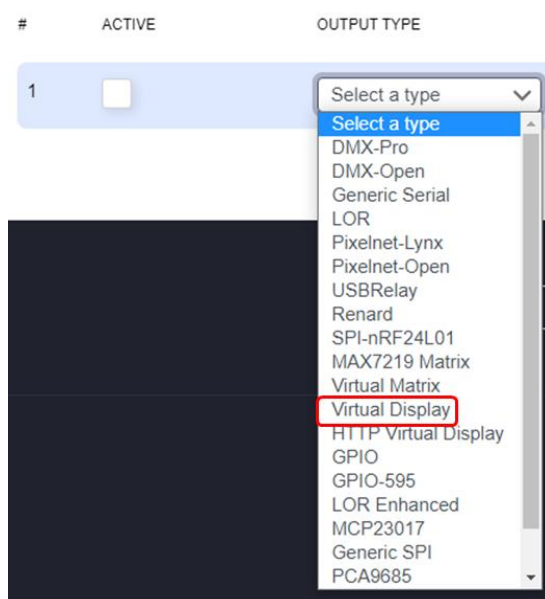 # ACTIVE OUTPUT TYPE
1 Select a type
Select a type
DMX-Pro
DMX-Open
Generic Serial
LOR
Pixelnet-Lynx
Pixelnet-Open
USBRelay
Renard
SPI-nRF24L01
MAX7219 Matrix
Virtual Matrix
Virtual Display
HTTP Virtual Display
GPIO
GPIO-595
LOR Enhanced
MCP23017
Generic SPI
PCA9685